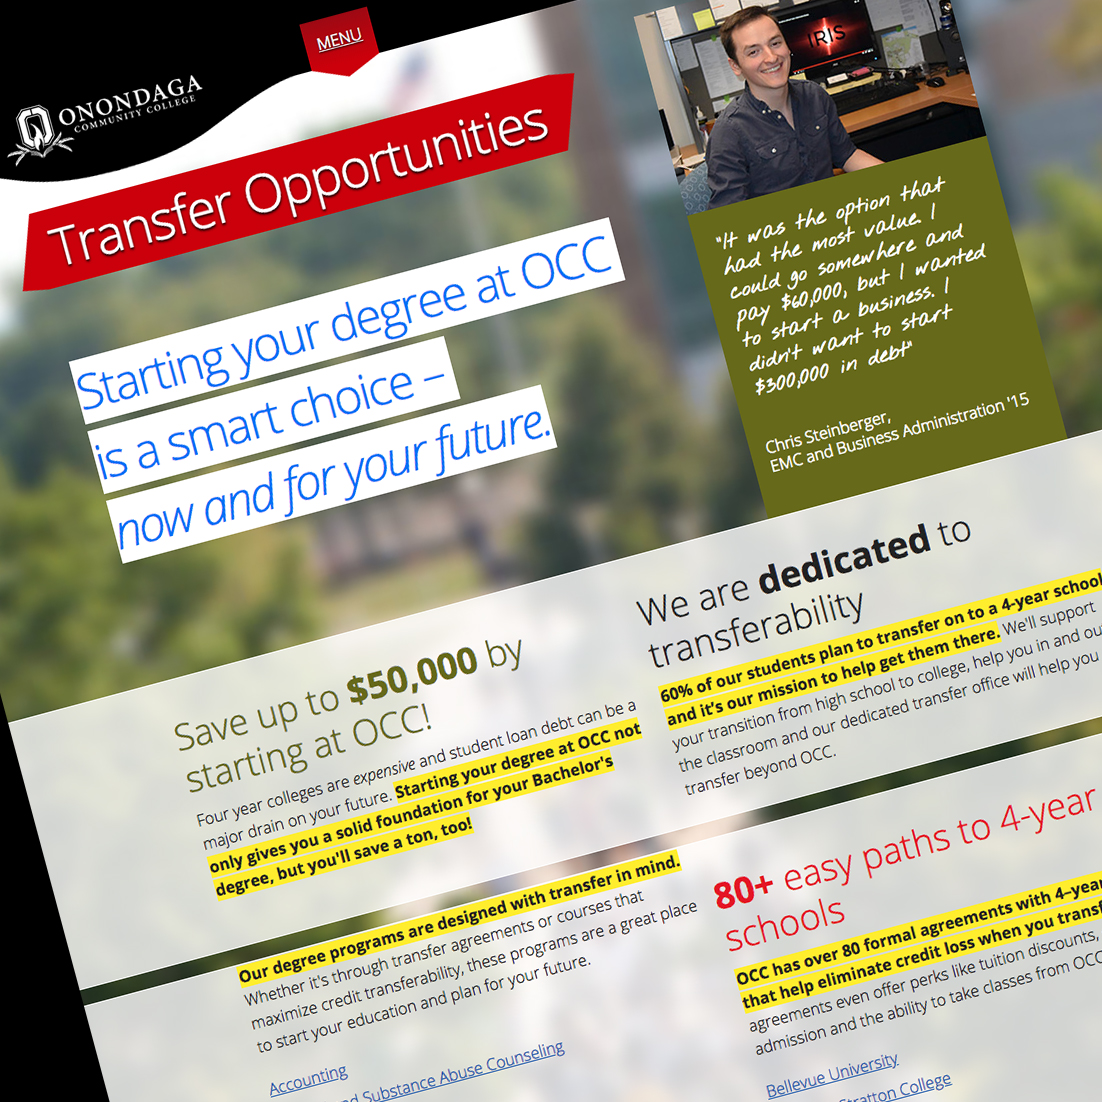 MENU
ONONDAGA
COMMUNITY COLLEGE
Transfer Opportunities
Starting your degree at OCC
is a smart choice –
now and for your future.
IRIS
"It was the option that
had the most value. I
could go somewhere and
pay $60,000, but I wanted
to start a business. I
didn't want to start
$300,000 in debt"
Chris Steinberger,
EMC and Business Administration '15
Save up to $50,000 by
starting at OCC!
Four year colleges are expensive and student loan debt can be a
major drain on your future. Starting your degree at OCC not
only gives you a solid foundation for your Bachelor's
degree, but you'll save a ton, too!
We are dedicated to
transferability
60% of our students plan to transfer on to a 4-year school
and it's our mission to help get them there. We'll support
your transition from high school to college, help you in and ou
the classroom and our dedicated transfer office will help you
transfer beyond OCC.
Our degree programs are designed with transfer in mind.
Whether it's through transfer agreements or courses that
maximize credit transferability, these programs are a great place
to start your education and plan for your future.
Accounting
d Substance Abuse Counseling
80+ easy paths to 4-year
schools
OCC has over 80 formal agreements with 4-year
that help eliminate credit loss when you transf
agreements even offer perks like tuition discounts,
admission and the ability to take classes from OCC
Bellevue University
Stratton College